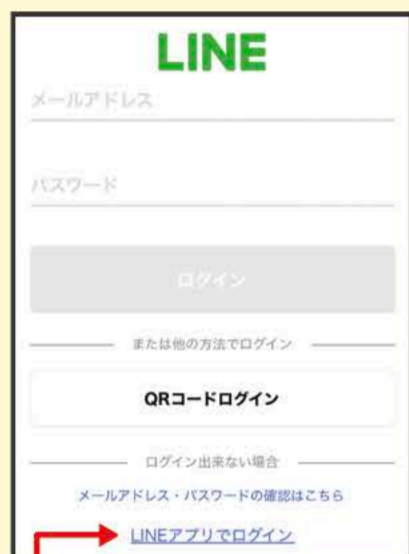 LINE
メールアドレス
パスワード
ログイン
または他の方法でログイン
QRコードログイン
ログイン出来ない場合
メールアドレス・パスワードの確認はこちら
LINEアプリでログイン